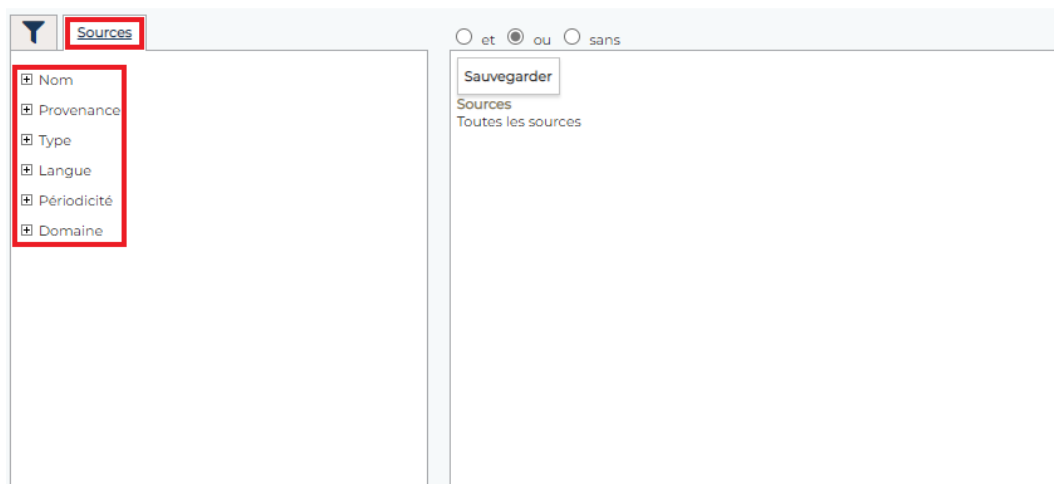 Sources
et ou sans
Nom
Provenance
Type
Langue
Périodicité
Domaine
Sauvegarder
Sources
Toutes les sources